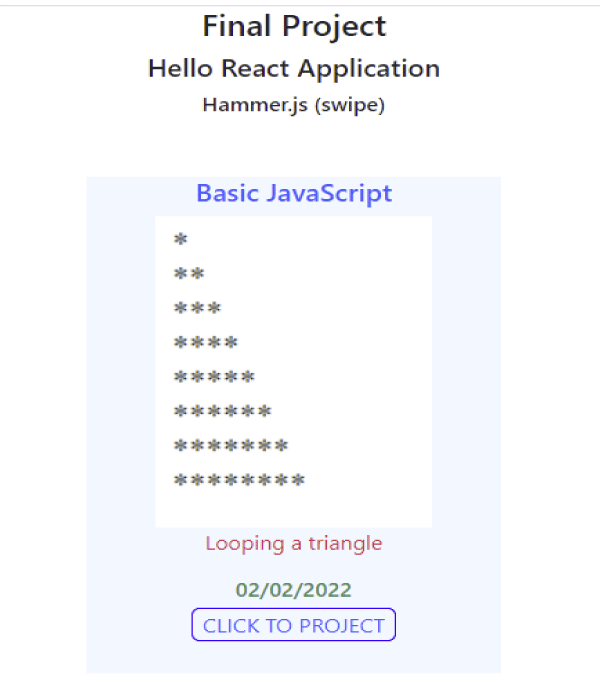 Final Project
Hello React Application
Hammer.js (swipe)
Basic JavaScript
*
**
***
****
*****
******
*******
********
Looping a triangle
02/02/2022
CLICK TO PROJECT